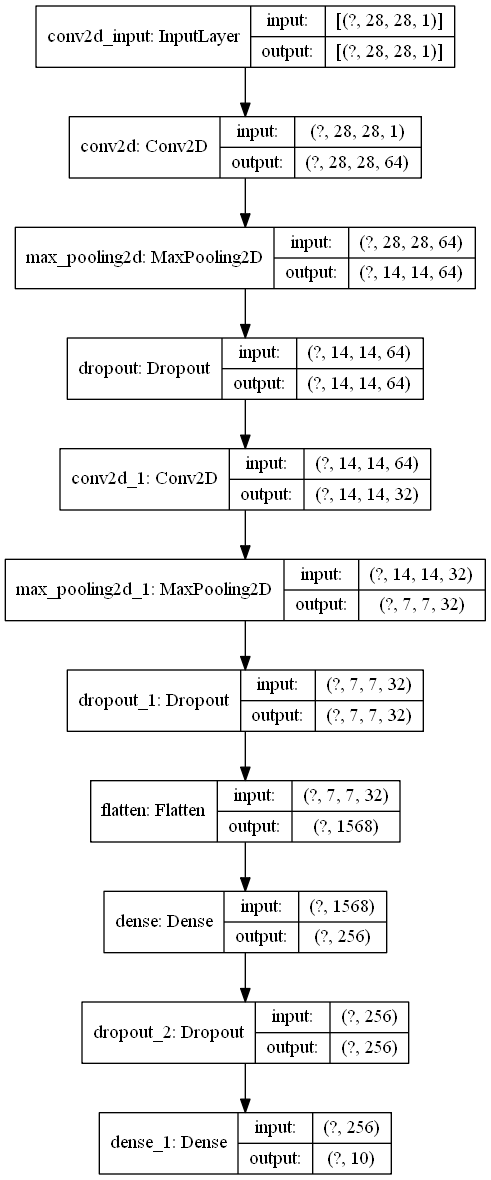 conv2d_input: InputLayer
input: [(?, 28, 28, 1)]
output: [(?, 28, 28, 1)]
conv2d: Conv2D
input: (?, 28, 28, 1)
output: (?, 28, 28, 64)
max_pooling2d: MaxPooling2D
input: (?, 28, 28, 64)
output: (?, 14, 14, 64)
dropout: Dropout
input: (?, 14, 14, 64)
output: (?, 14, 14, 64)
conv2d_1: Conv2D
input: (?, 14, 14, 64)
output: (?, 14, 14, 32)
max_pooling2d_1: MaxPooling2D
input: (?, 14, 14, 32)
output: (?, 7, 7, 32)
dropout_1: Dropout
input: (?, 7, 7, 32)
output: (?, 7, 7, 32)
flatten: Flatten
input: (?, 7, 7, 32)
output: (?, 1568)
dense: Dense
input: (?, 1568)
output: (?, 256)
dropout_2: Dropout
input: (?, 256)
output: (?, 256)
dense_1: Dense
input: (?, 256)
output: (?, 10)